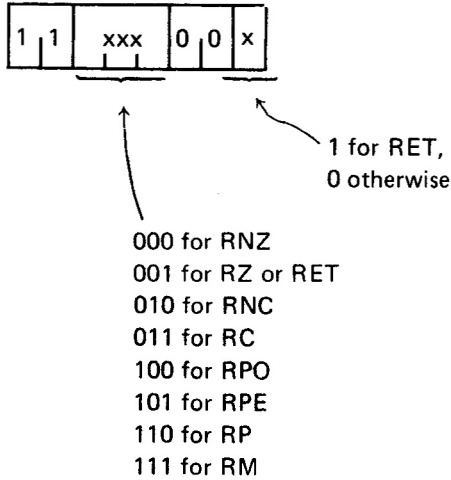 1 1 xxx 0 0 x
1 for RET,
0 otherwise
000 for RNZ
001 for RZ or RET
010 for RNC
011 for RC
100 for RPO
101 for RPE
110 for RP
111 for RM